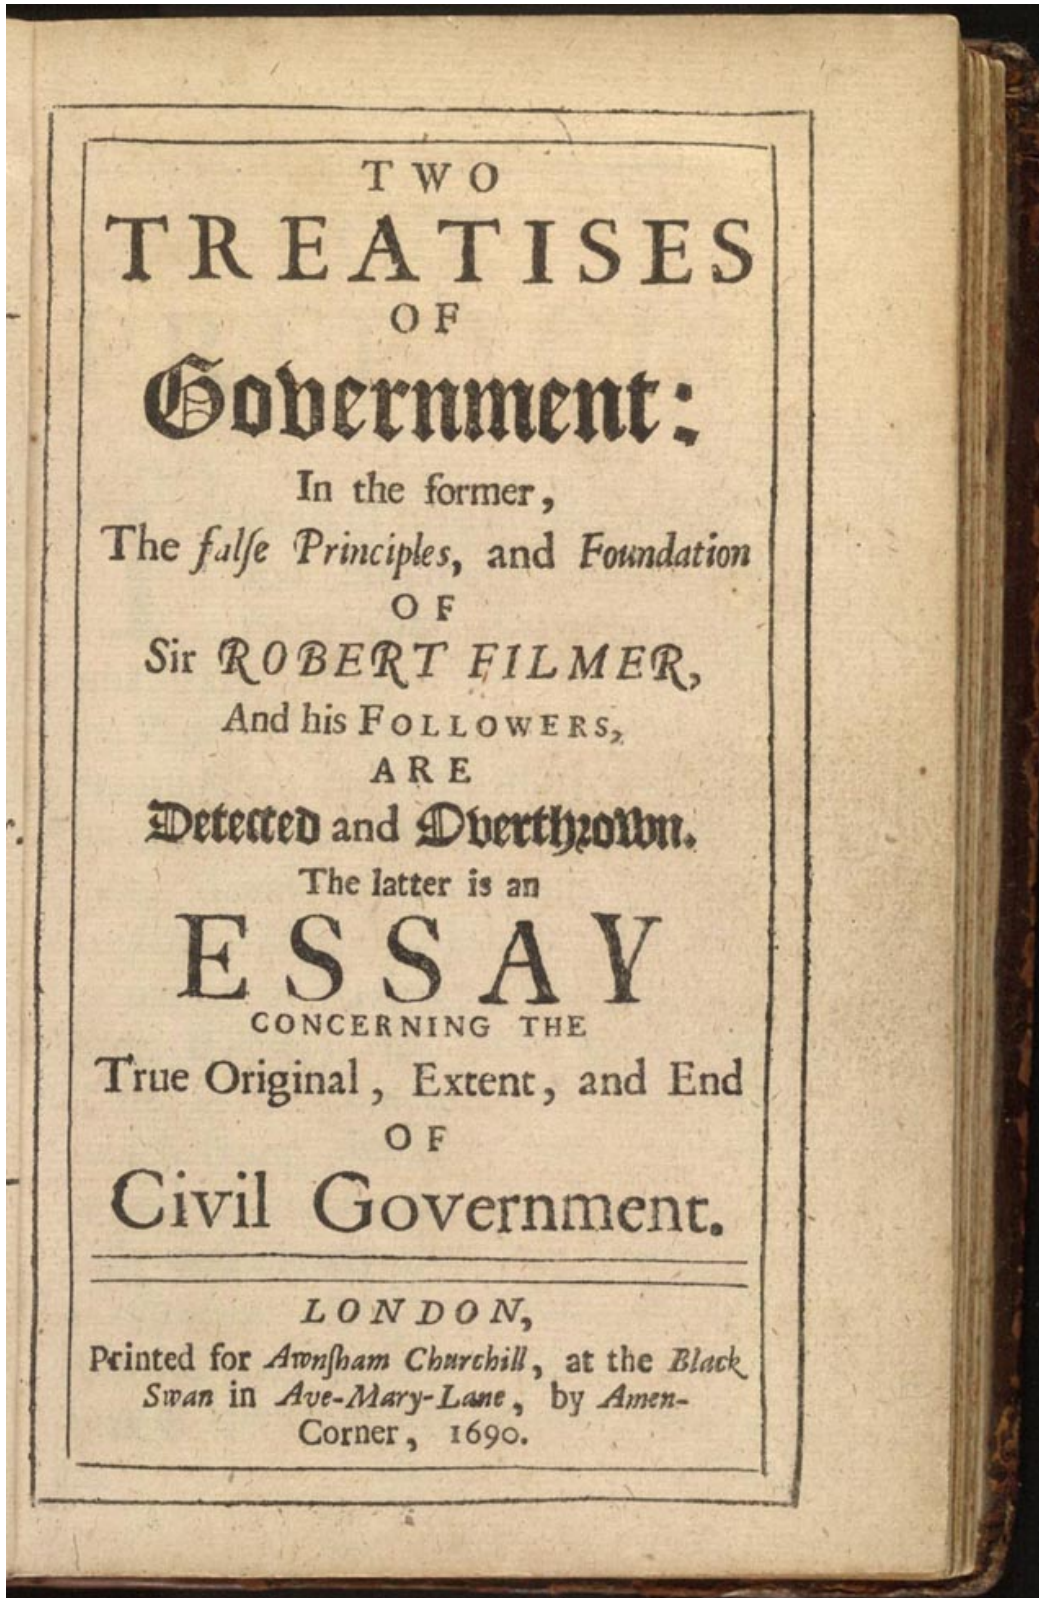 TWO
TREATISES
OF
Government:
In the former,
The falſe Principles, and Foundation
OF
Sir ROBERT FILMER,
And his FOLLOWERS,
ARE
Detected and Overthrown.
The latter is an
ESSAY
CONCERNING THE
True Original, Extent, and End
OF
Civil Government.
LONDON,
Printed for Awnſham Churchill, at the Black
Swan in Ave-Mary-Lane, by Amen-
Corner, 1690.